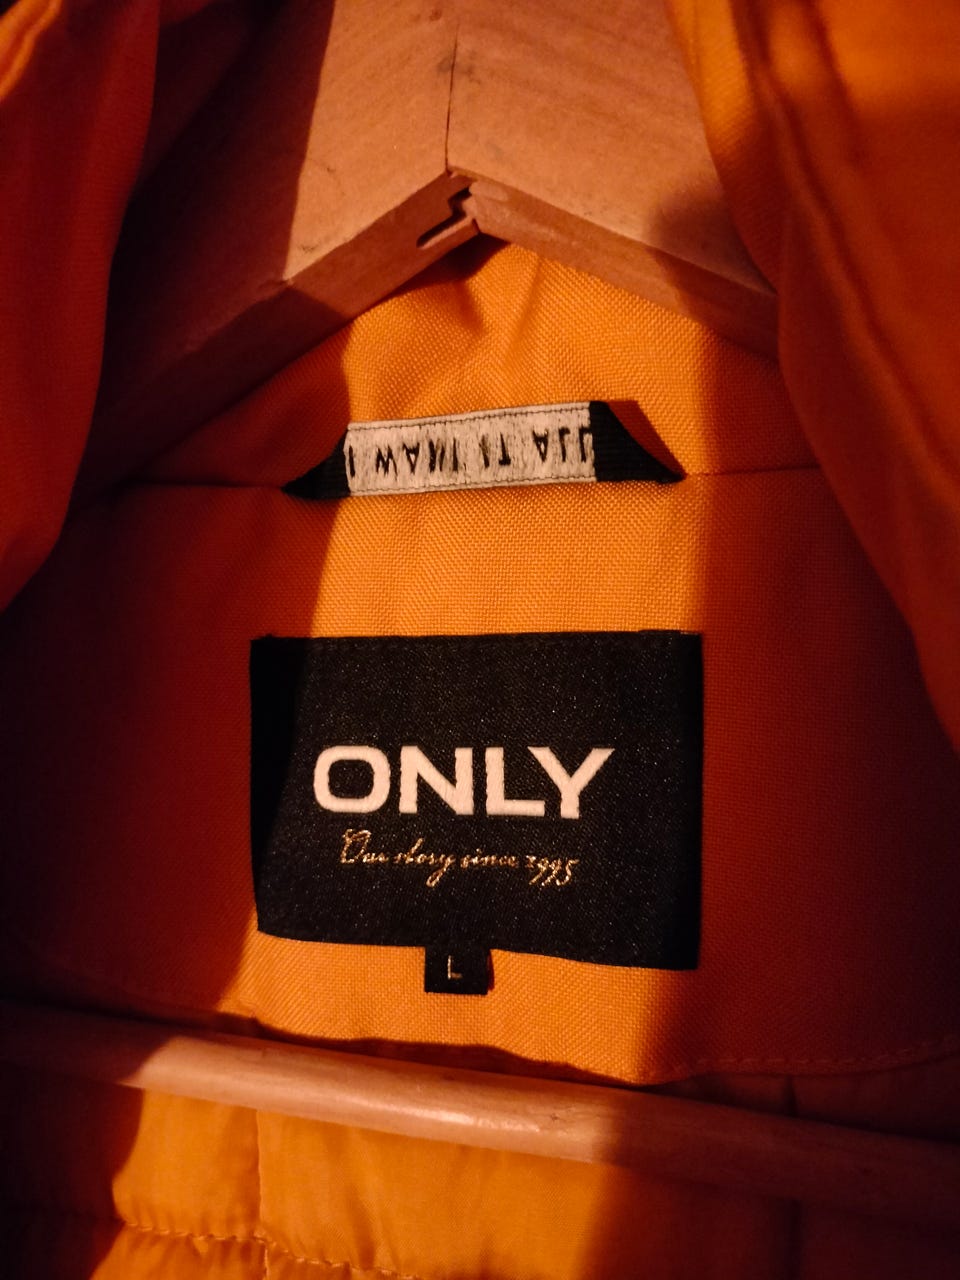 I WANT IT ALL
ONLY
Our story since 1995
L